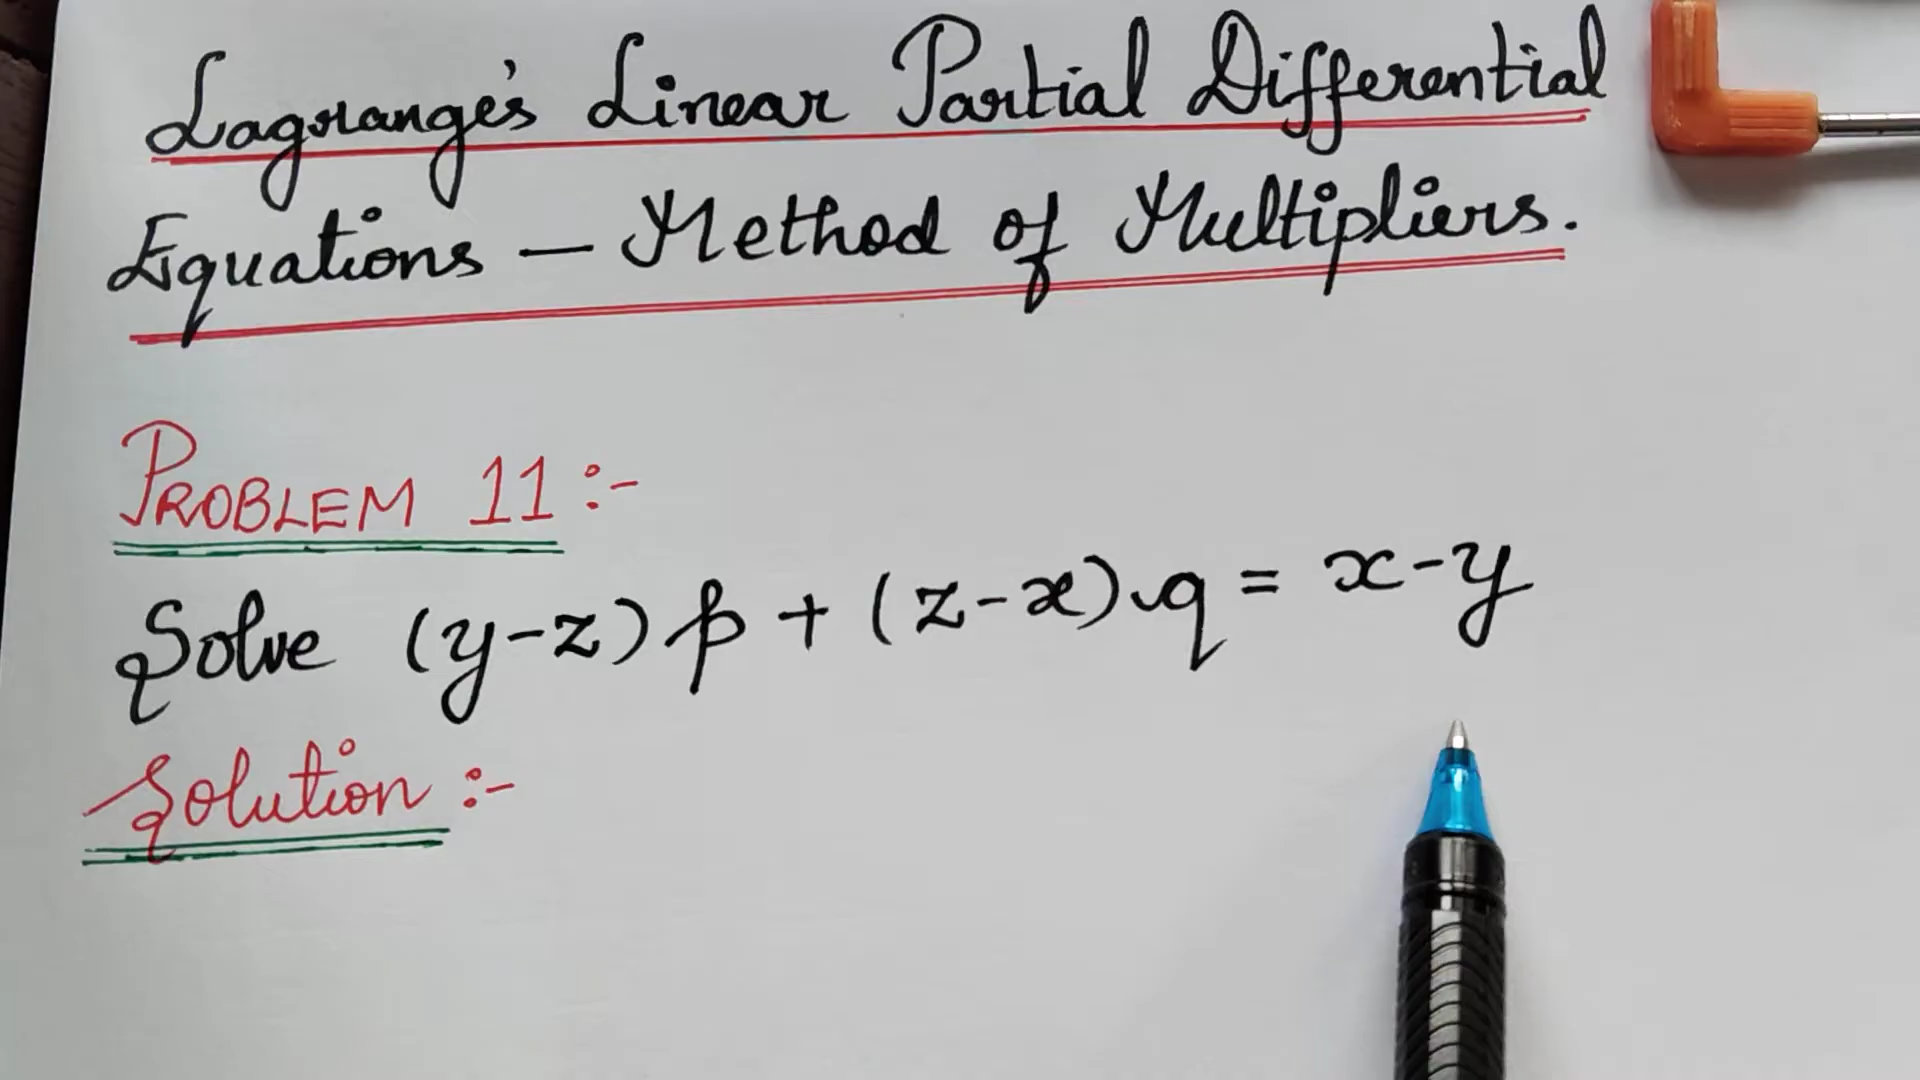 Lagrange's Linear Partial Differential
Equations - Method of Multipliers.
PROBLEM 11:-
Solve (y-z)p + (z-x).q = x-y
Solution:-